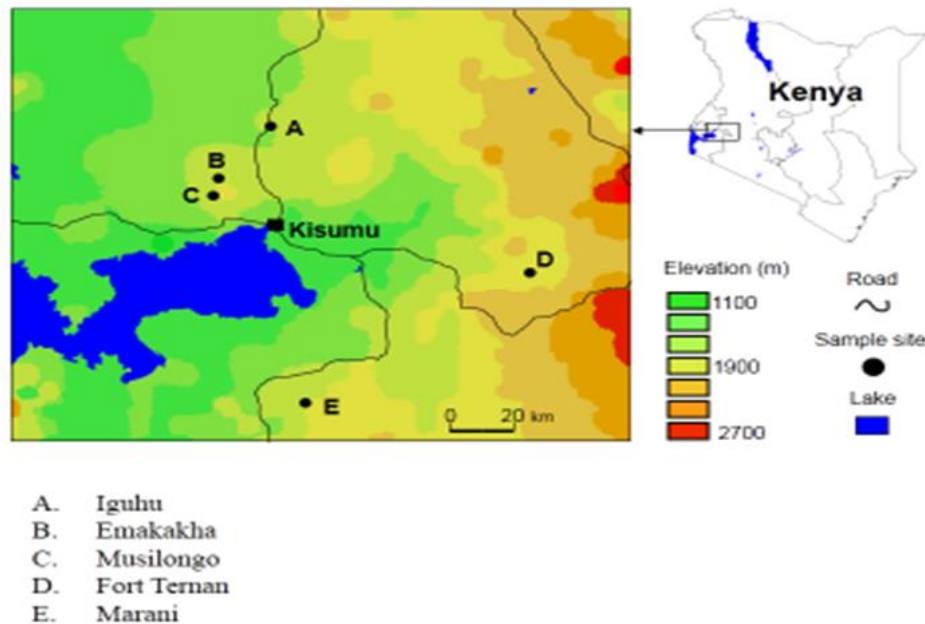 Kenya
A
B
C
Kisumu
D
E
0 20 km
Elevation (m)
1100
1900
2700
Road
Sample site
Lake
A. Iguhu
B. Emakakha
C. Musilongo
D. Fort Ternan
E. Marani